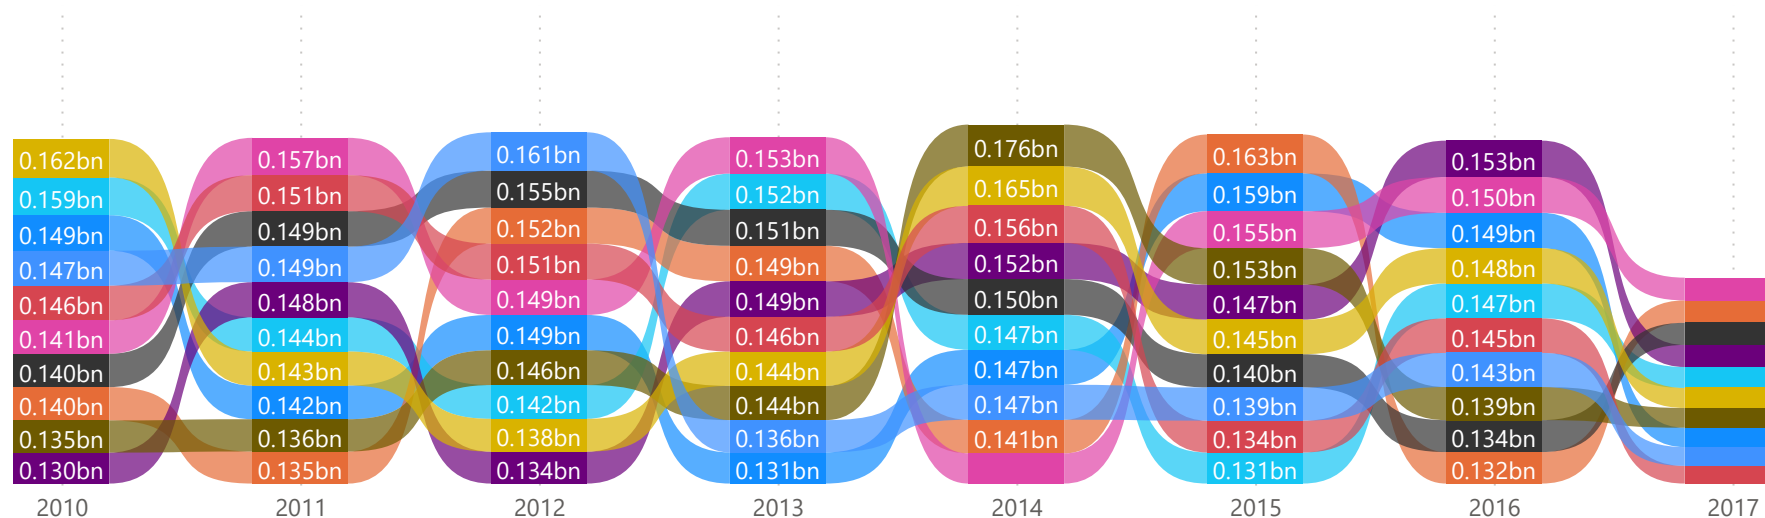 0.162bn 0.157bn 0.161bn 0.153bn 0.176bn 0.163bn 0.153bn
0.159bn 0.151bn 0.155bn 0.152bn 0.165bn 0.159bn 0.150bn
0.149bn 0.149bn 0.152bn 0.151bn 0.156bn 0.155bn 0.149bn
0.147bn 0.149bn 0.151bn 0.149bn 0.152bn 0.153bn 0.148bn
0.146bn 0.148bn 0.149bn 0.149bn 0.150bn 0.147bn 0.147bn
0.141bn 0.144bn 0.149bn 0.146bn 0.147bn 0.145bn 0.145bn
0.140bn 0.143bn 0.146bn 0.144bn 0.147bn 0.140bn 0.143bn
0.140bn 0.142bn 0.142bn 0.144bn 0.147bn 0.139bn 0.139bn
0.135bn 0.136bn 0.138bn 0.136bn 0.141bn 0.134bn 0.134bn
0.130bn 0.135bn 0.134bn 0.131bn 0.131bn 0.132bn
2010 2011 2012 2013 2014 2015 2016 2017